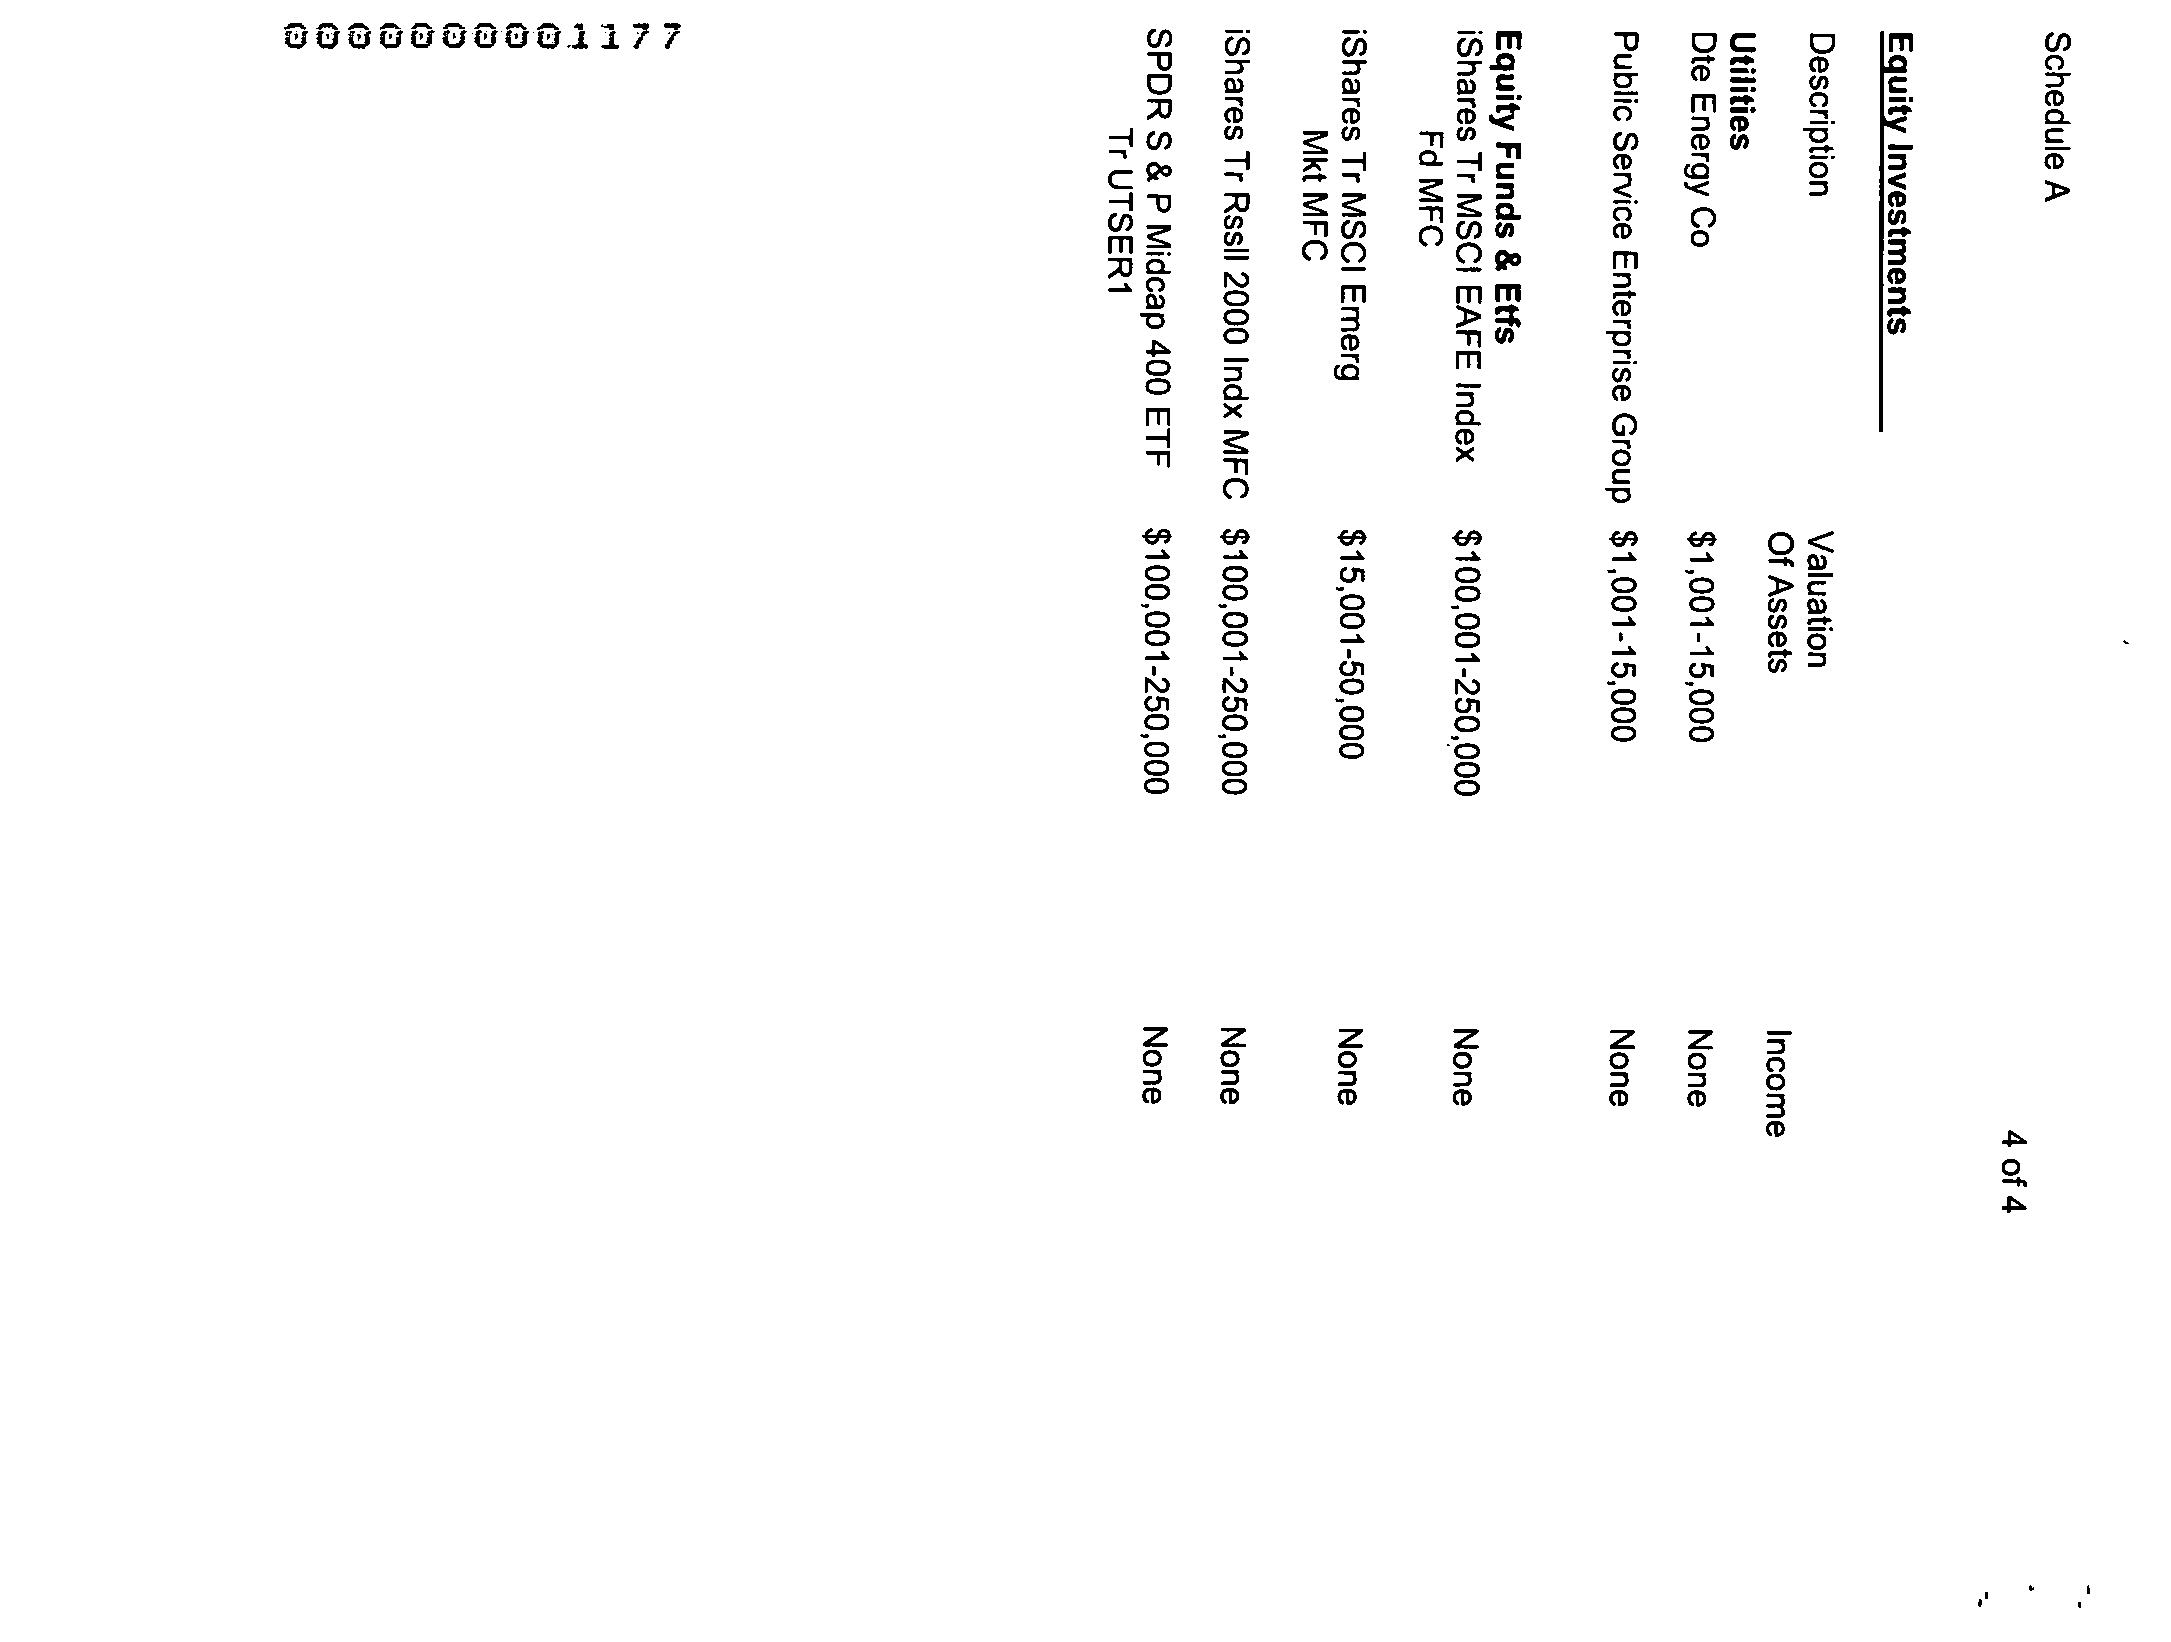 Schedule A
4 of 4
Equity Investments
Description Valuation
Of Assets Income
Utilities
Dte Energy Co $1,001-15,000 None
Public Service Enterprise Group $1,001-15,000 None
Equity Funds & Etfs
iShares Tr MSCI EAFE Index $100,001-250,000 None
Fd MFC
iShares Tr MSCI Emerg $15,001-50,000 None
Mkt MFC
iShares Tr Rssll 2000 Indx MFC $100,001-250,000 None
SPDR S & P Midcap 400 ETF $100,001-250,000 None
Tr UTSER1
0000000001177